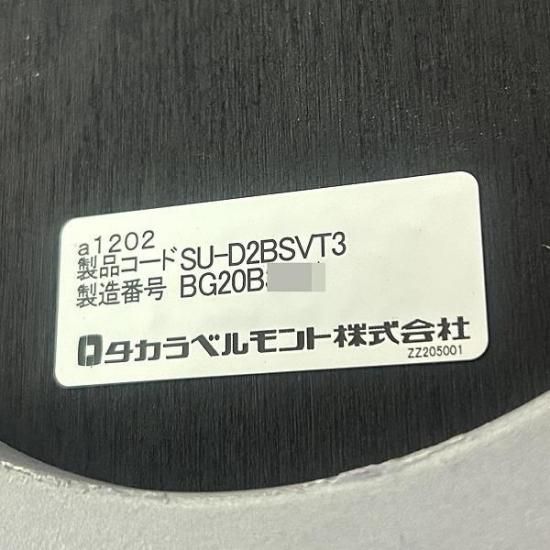 a1202
製品コード SU-D2BSVT3
製造番号 BG20B
タカラベルモント株式会社
ZZ205001